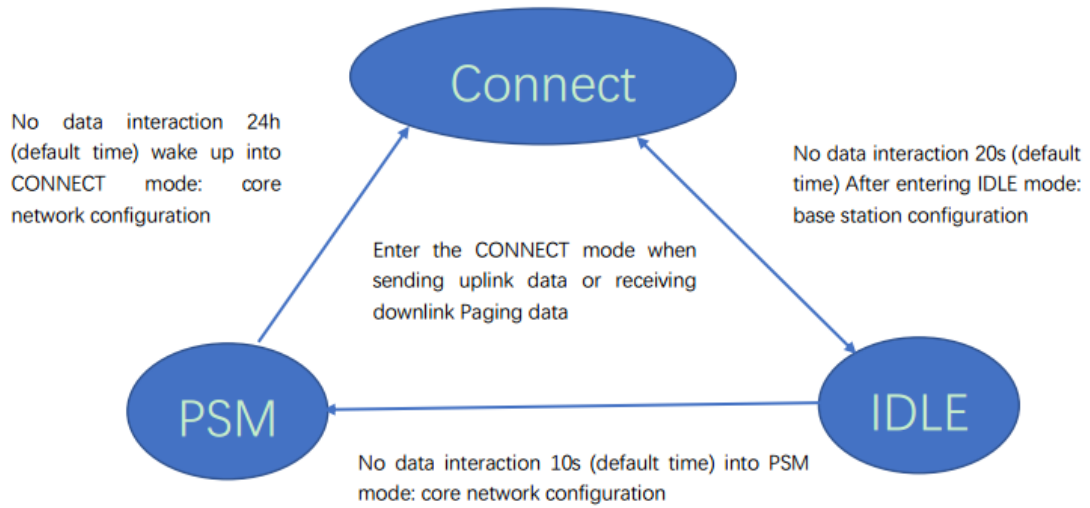 Connect
No data interaction 24h
(default time) wake up into
CONNECT mode: core
network configuration
No data interaction 20s (default
time) After entering IDLE mode:
base station configuration
Enter the CONNECT mode when
sending uplink data or receiving
downlink Paging data
PSM
IDLE
No data interaction 10s (default time) into PSM
mode: core network configuration